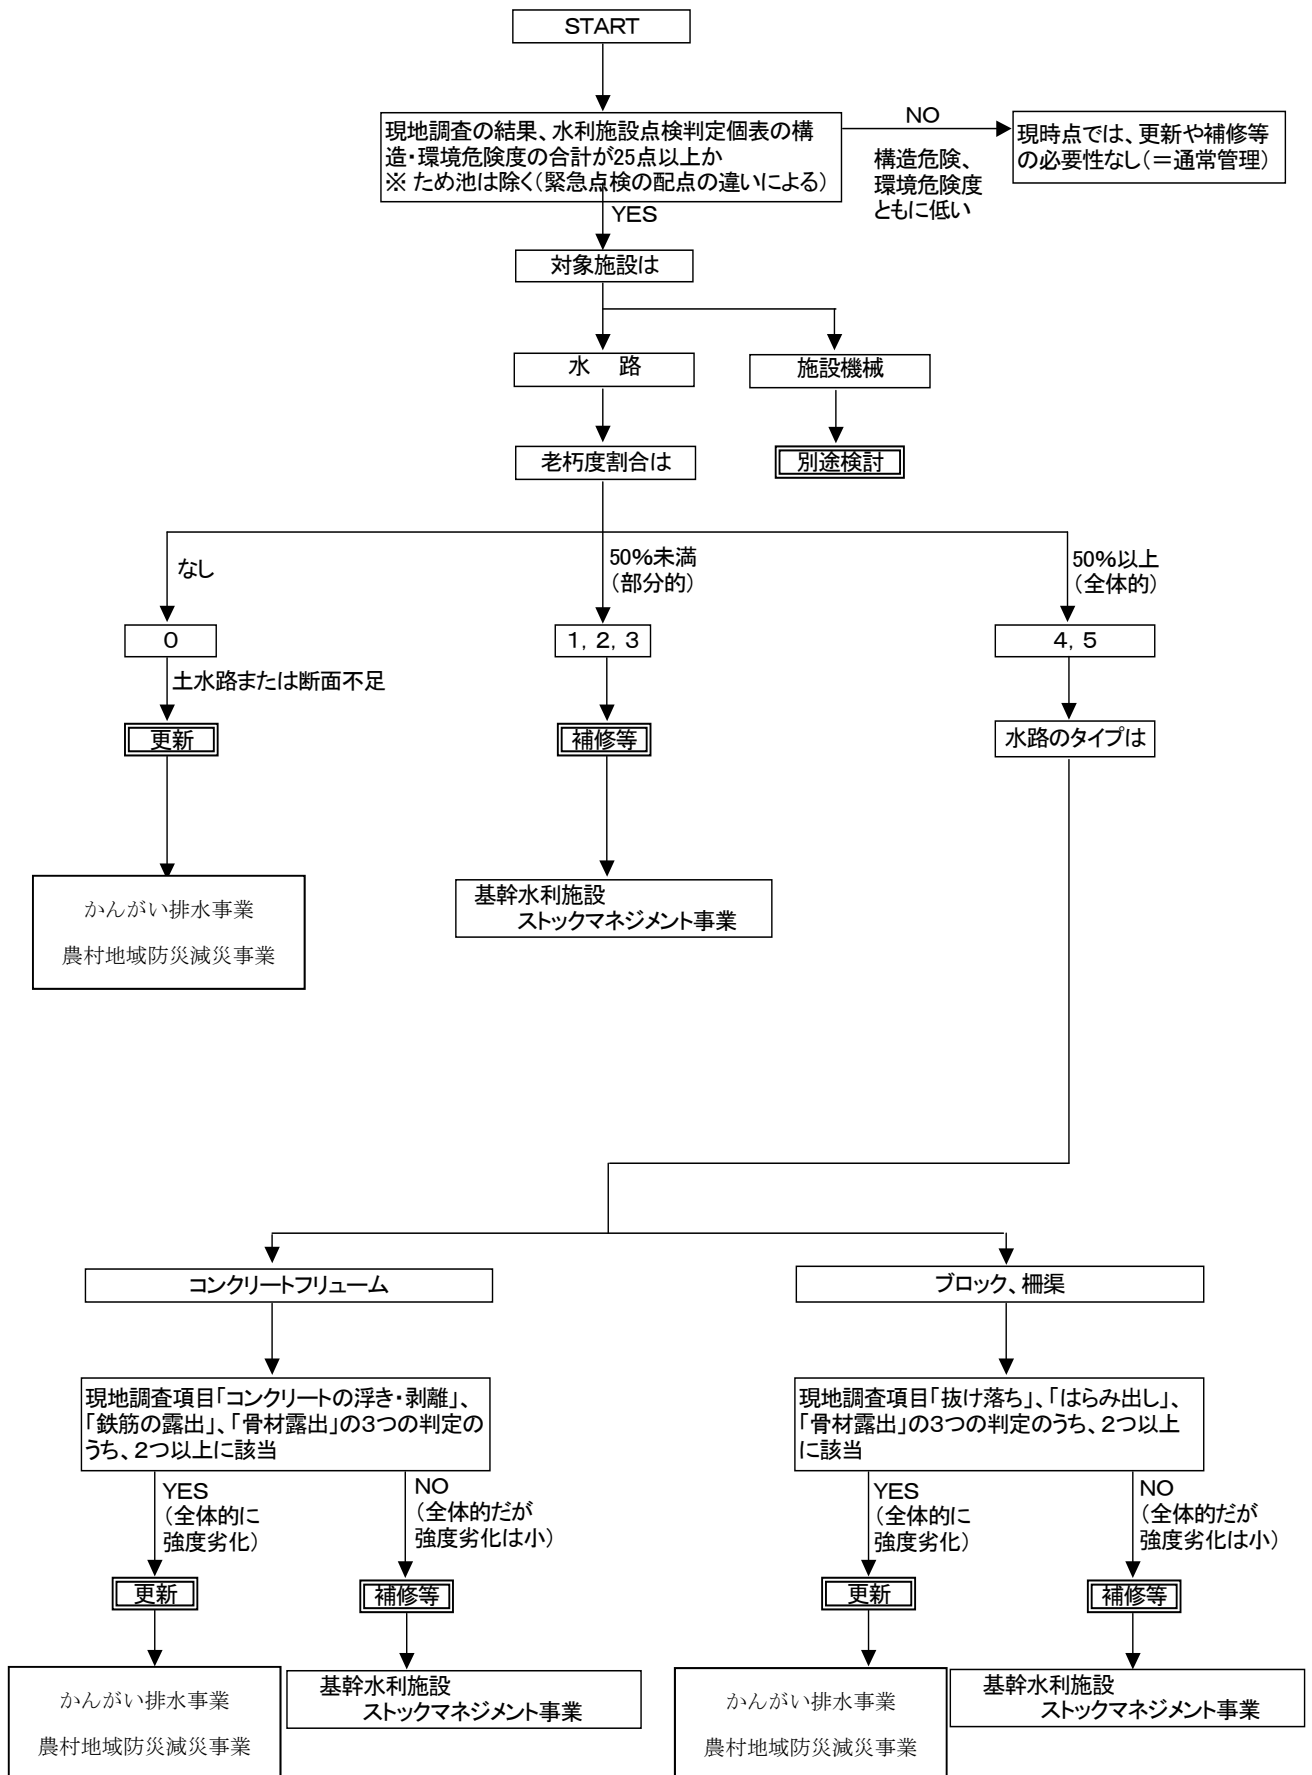 START
現地調査の結果、水利施設点検判定個表の構
造・環境危険度の合計が25点以上か
※ ため池は除く（緊急点検の配点の違いによる）
NO
構造危険、
環境危険度
ともに低い
現時点では、更新や補修等
の必要性なし（＝通常管理）
YES
対象施設は
水 路
施設機械
老朽度割合は
別途検討
なし
50%未満
（部分的）
50%以上
（全体的）
０
１，２，３
４，５
土水路または断面不足
更新
補修等
水路のタイプは
かんがい排水事業
農村地域防災減災事業
基幹水利施設
ストックマネジメント事業
コンクリートフリューム
ブロック、柵渠
現地調査項目「コンクリートの浮き・剥離」、
「鉄筋の露出」、「骨材露出」の３つの判定の
うち、２つ以上に該当
現地調査項目「抜け落ち」、「はらみ出し」、
「骨材露出」の３つの判定のうち、２つ以上
に該当
YES
（全体的に
強度劣化）
NO
（全体的だが
強度劣化は小）
YES
（全体的に
強度劣化）
NO
（全体的だが
強度劣化は小）
更新
補修等
更新
補修等
かんがい排水事業
農村地域防災減災事業
基幹水利施設
ストックマネジメント事業
かんがい排水事業
農村地域防災減災事業
基幹水利施設
ストックマネジメント事業